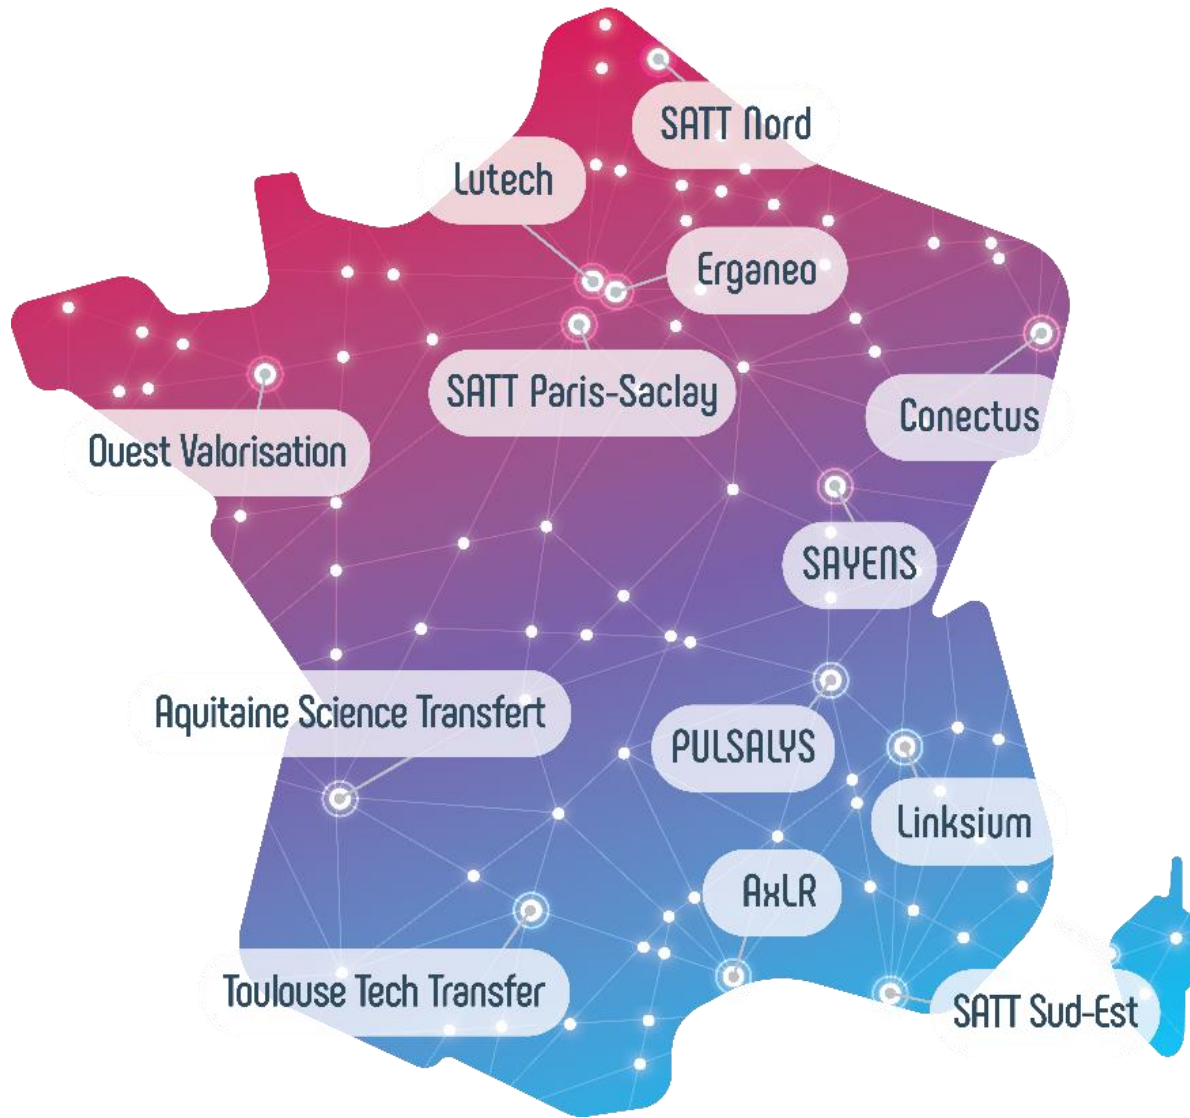 SATT Nord
Lutech
Erganeo
SATT Paris-Saclay
Conectus
Ouest Valorisation
SAYENS
Aquitaine Science Transfert
PULSALYS
Linksium
AxLR
Toulouse Tech Transfer
SATT Sud-Est